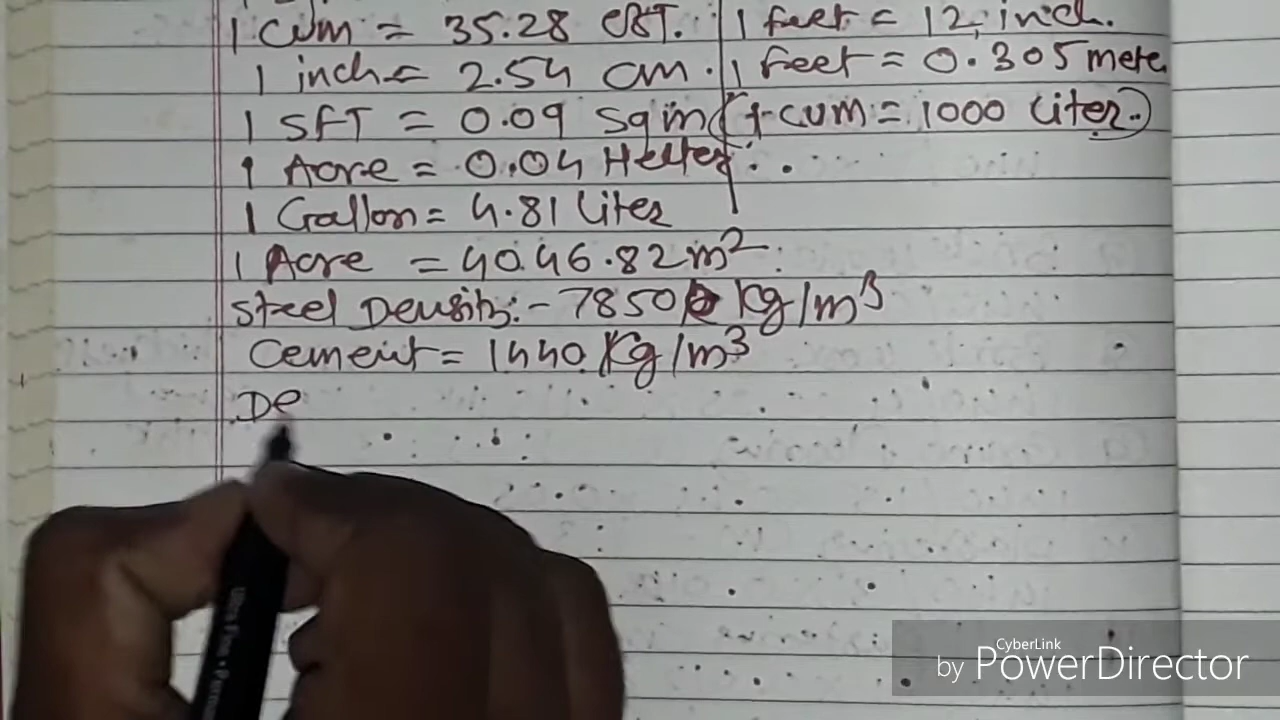 1 CUM = 35.28 CFT. 1 feet = 12 inch.
1 inch = 2.54 cm. 1 feet = 0.305 mete.
1 SFT = 0.09 sqm (1-CUM = 1000 liter.)
1 Acre = 0.04
1 Gallon = 4.81 liter
1 Acre = 4046.82 m²
Steel Density:- 7850 kg/m³
Cement = 1440 kg/m³
De
CyberLink
by PowerDirector